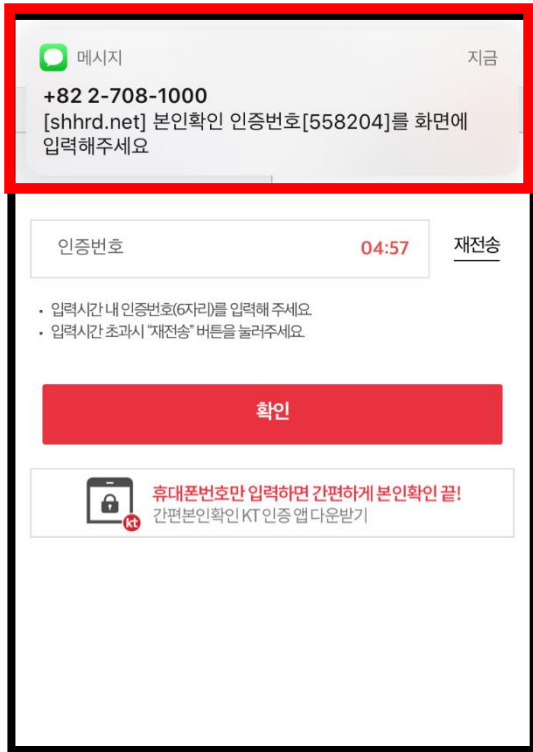 메시지 지금
+82 2-708-1000
[shhrd.net] 본인확인 인증번호[558204]를 화면에
입력해주세요
인증번호 04:57 재전송
• 입력시간 내 인증번호(6자리)를 입력해 주세요.
• 입력시간 초과시 "재전송" 버튼을 눌러주세요.
확인
휴대폰번호만 입력하면 간편하게 본인확인 끝!
kt 간편본인확인 KT 인증 앱 다운받기